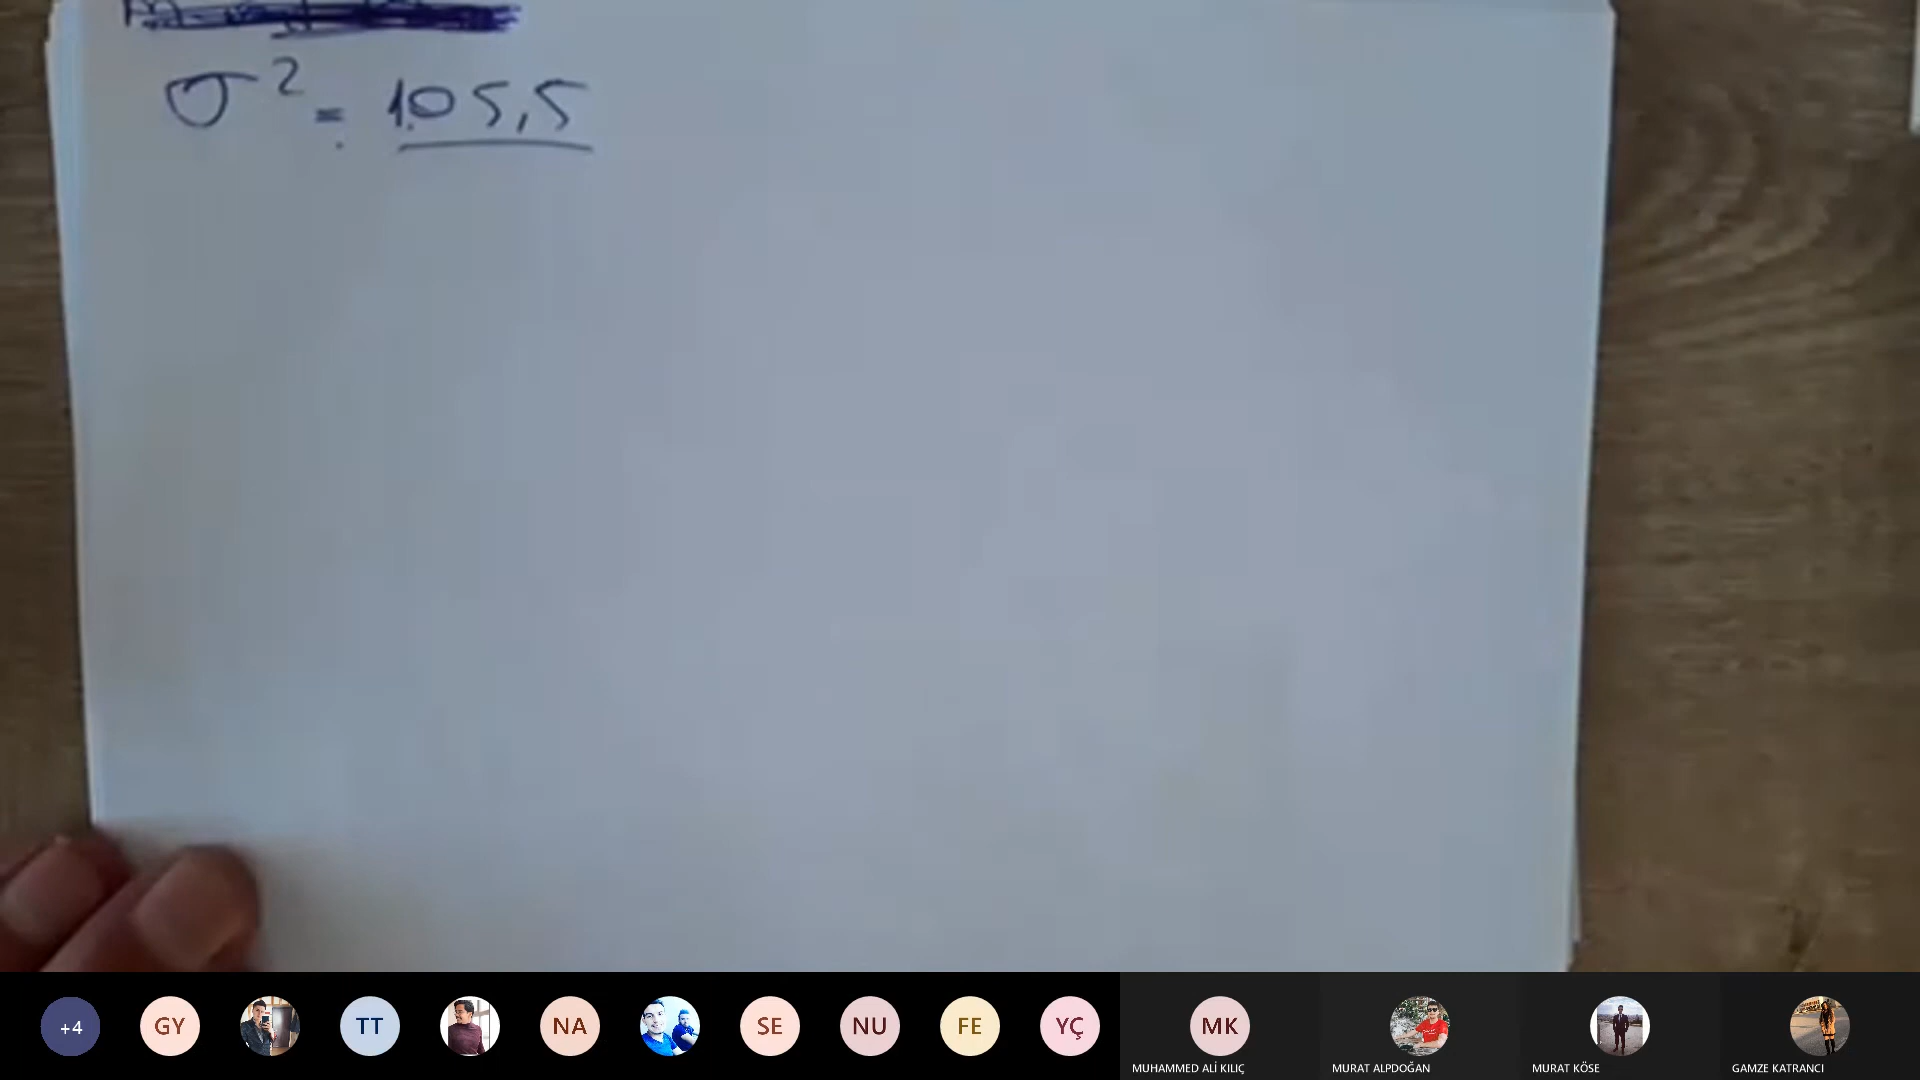 σ² = 105,5
+4
GY
TT
NA
SE
NU
FE
YÇ
MK
MUHAMMED ALİ KILIÇ
MURAT ALPDOĞAN
MURAT KÖSE
GAMZE KATRANCI